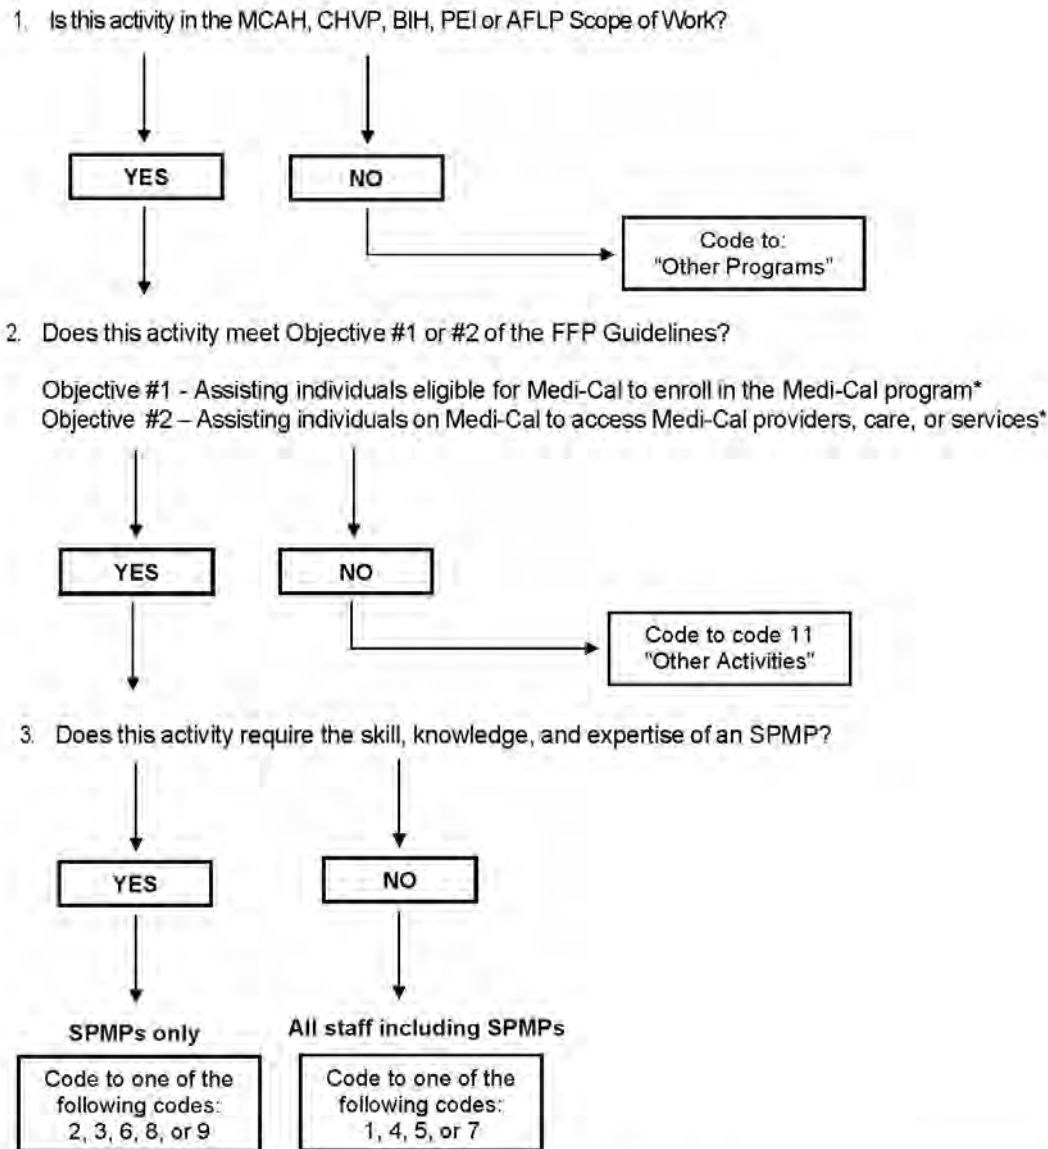 1. Is this activity in the MCAH, CHVP, BIH, PEI or AFLP Scope of Work?
YES
NO
Code to:
"Other Programs"
2. Does this activity meet Objective #1 or #2 of the FFP Guidelines?
Objective #1 - Assisting individuals eligible for Medi-Cal to enroll in the Medi-Cal program*
Objective #2 – Assisting individuals on Medi-Cal to access Medi-Cal providers, care, or services*
YES
NO
Code to code 11
"Other Activities"
3. Does this activity require the skill, knowledge, and expertise of an SPMP?
YES
NO
SPMPs only
Code to one of the
following codes:
2, 3, 6, 8, or 9
All staff including SPMPs
Code to one of the
following codes:
1, 4, 5, or 7